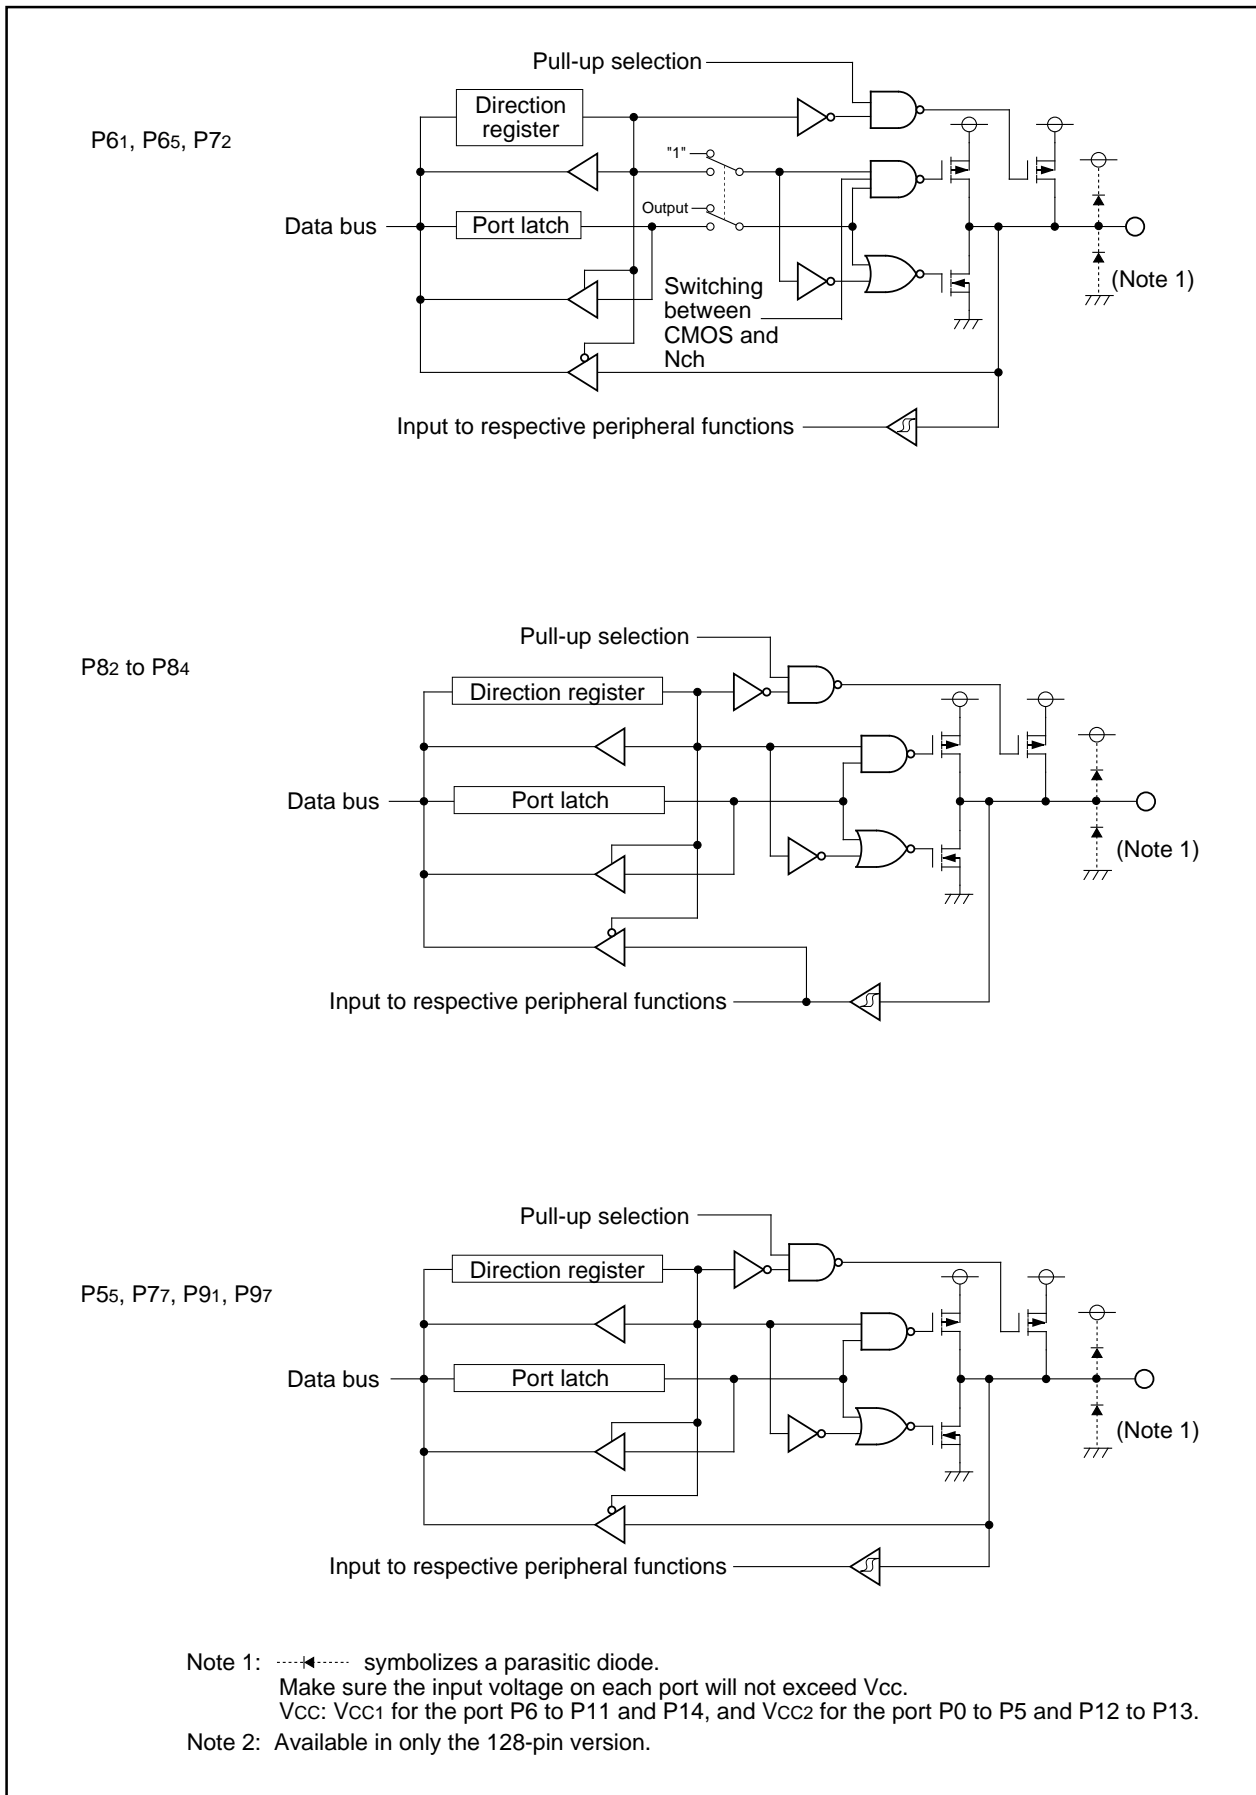 Pull-up selection
P61, P65, P72
Direction
register
"1"
Output
Data bus
Port latch
(Note 1)
Switching
between
CMOS and
Nch
Input to respective peripheral functions
Pull-up selection
P82 to P84
Direction register
Data bus
Port latch
(Note 1)
Input to respective peripheral functions
Pull-up selection
P55, P77, P91, P97
Direction register
Data bus
Port latch
(Note 1)
Input to respective peripheral functions
Note 1: symbolizes a parasitic diode.
Make sure the input voltage on each port will not exceed Vcc.
VCC: VCC1 for the port P6 to P11 and P14, and VCC2 for the port P0 to P5 and P12 to P13.
Note 2: Available in only the 128-pin version.